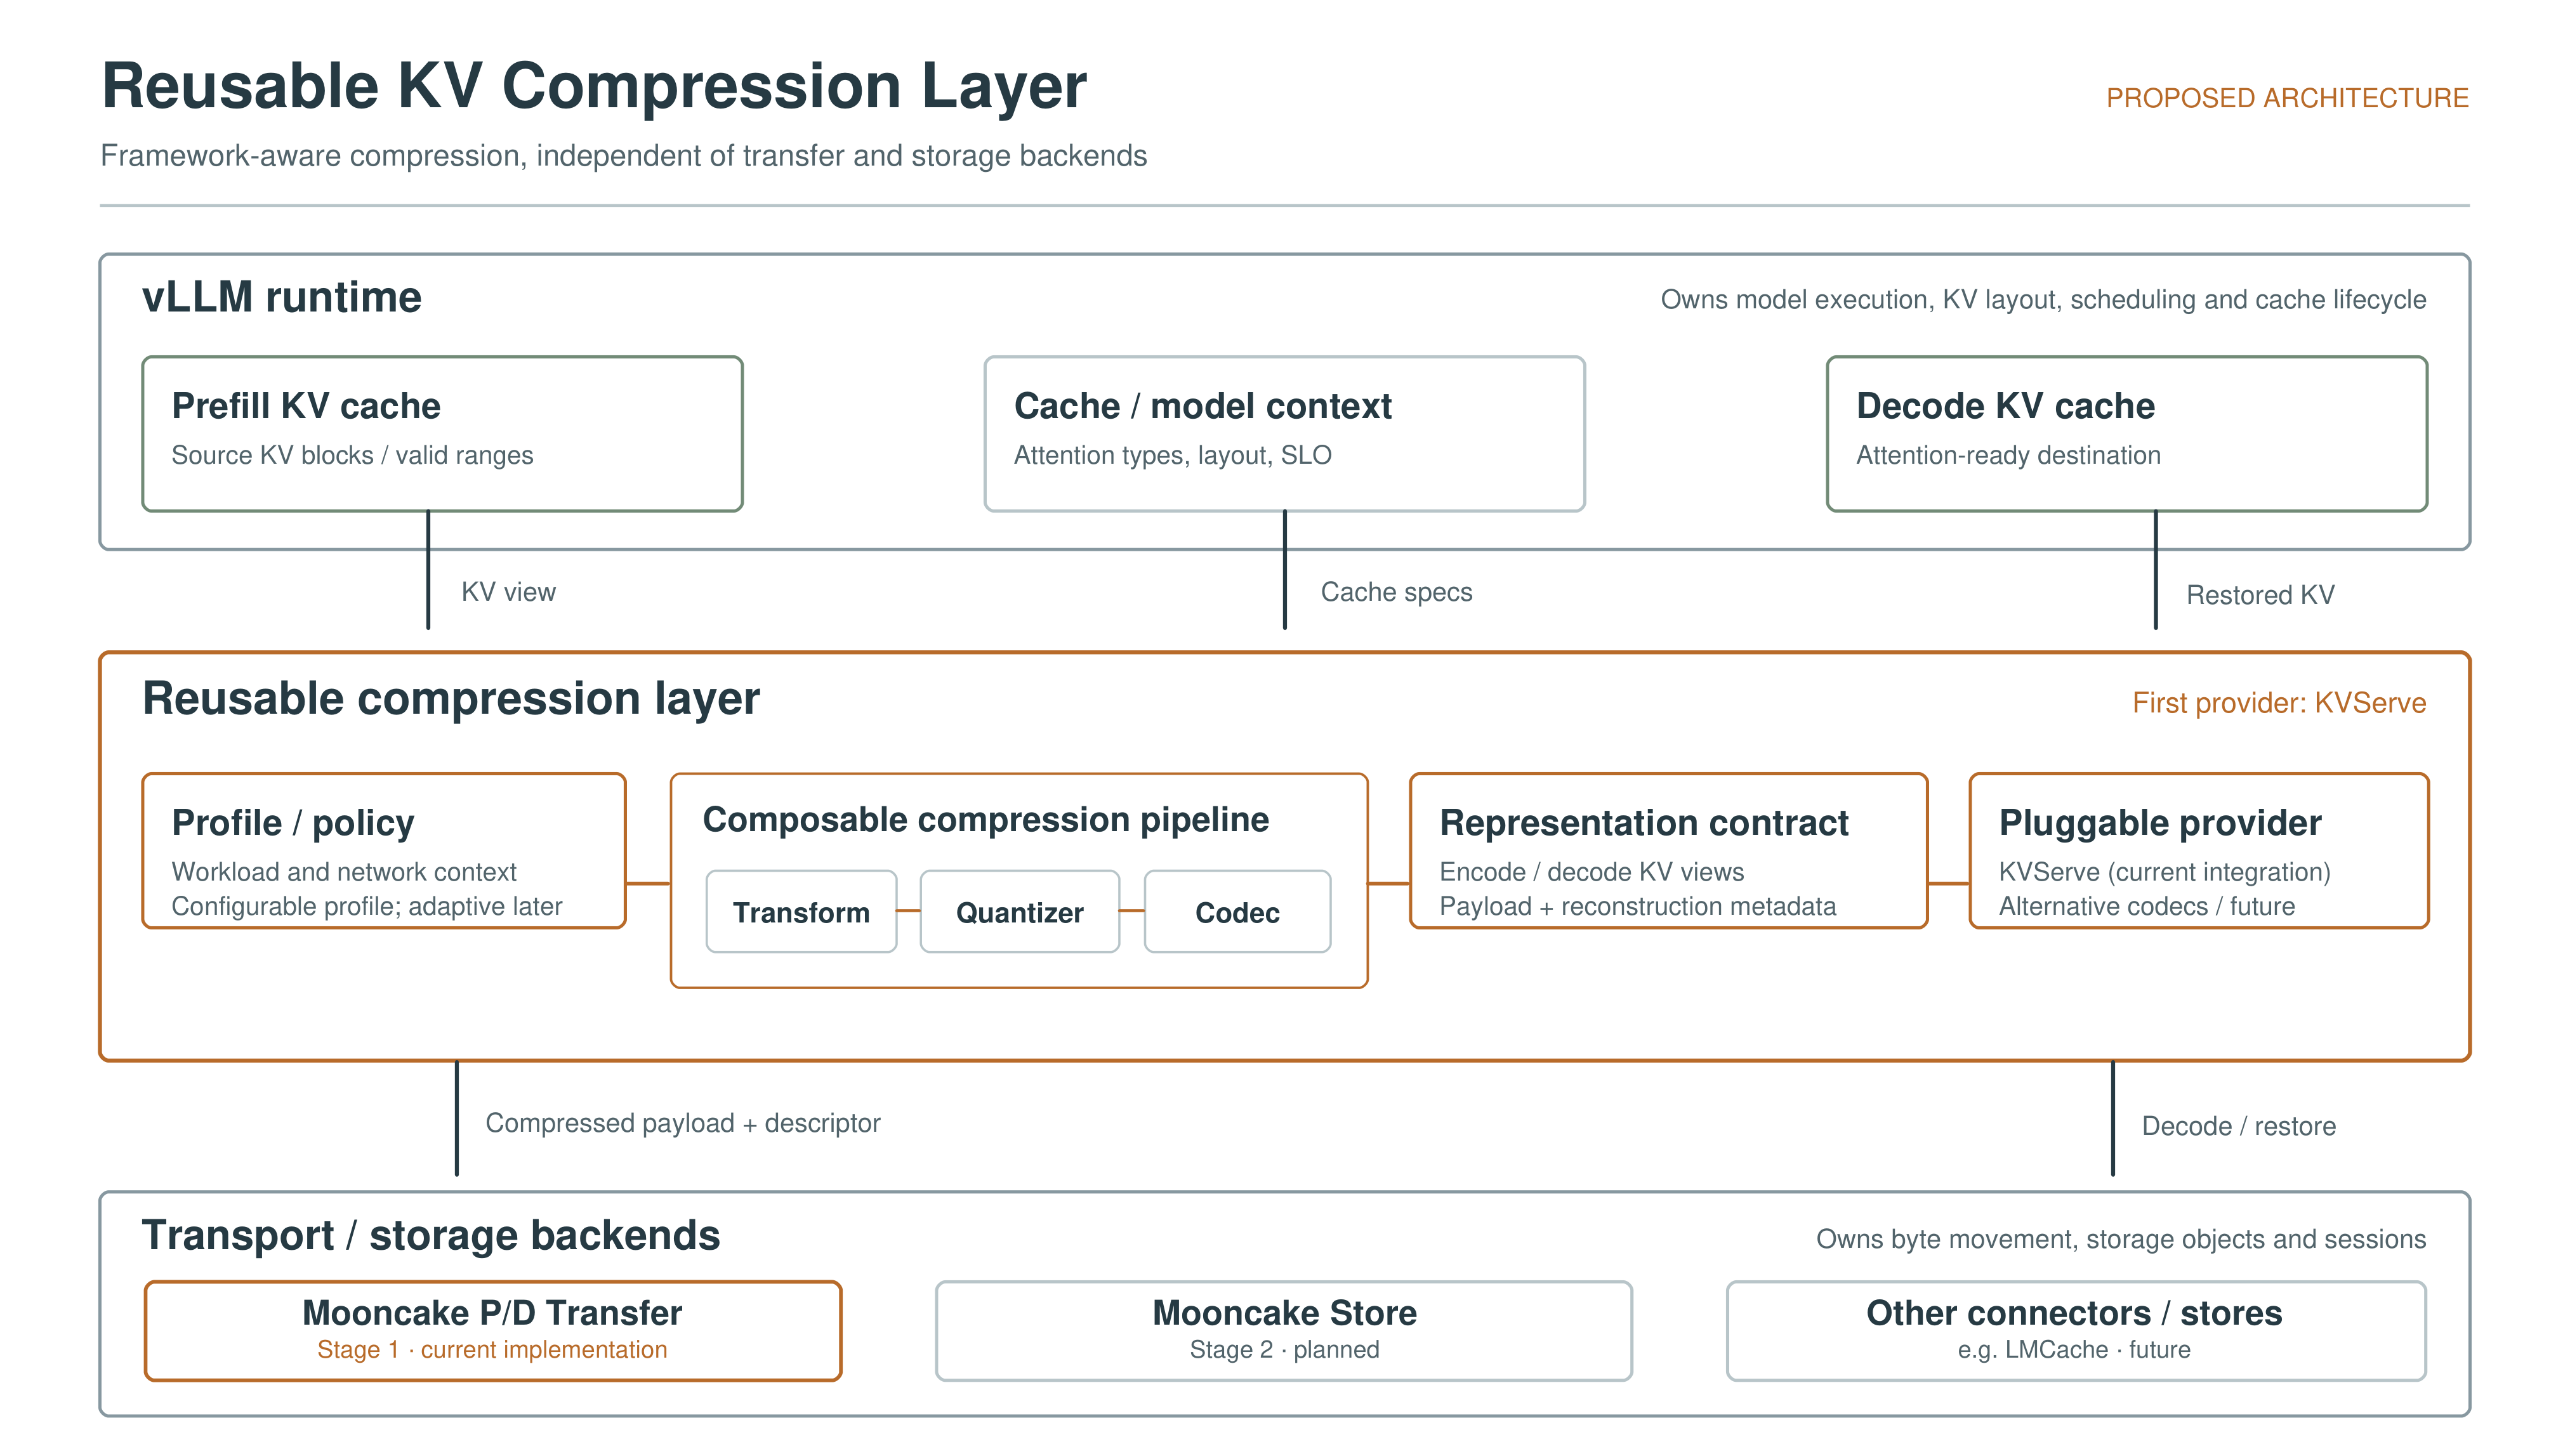 Reusable KV Compression Layer
PROPOSED ARCHITECTURE
Framework-aware compression, independent of transfer and storage backends
vLLM runtime
Owns model execution, KV layout, scheduling and cache lifecycle
Prefill KV cache
Source KV blocks / valid ranges
Cache / model context
Attention types, layout, SLO
Decode KV cache
Attention-ready destination
KV view
Cache specs
Restored KV
Reusable compression layer
First provider: KVServe
Profile / policy
Workload and network context
Configurable profile; adaptive later
Composable compression pipeline
Transform
Quantizer
Codec
Representation contract
Encode / decode KV views
Payload + reconstruction metadata
Pluggable provider
KVServe (current integration)
Alternative codecs / future
Compressed payload + descriptor
Decode / restore
Transport / storage backends
Owns byte movement, storage objects and sessions
Mooncake P/D Transfer
Stage 1 · current implementation
Mooncake Store
Stage 2 · planned
Other connectors / stores
e.g. LMCache · future